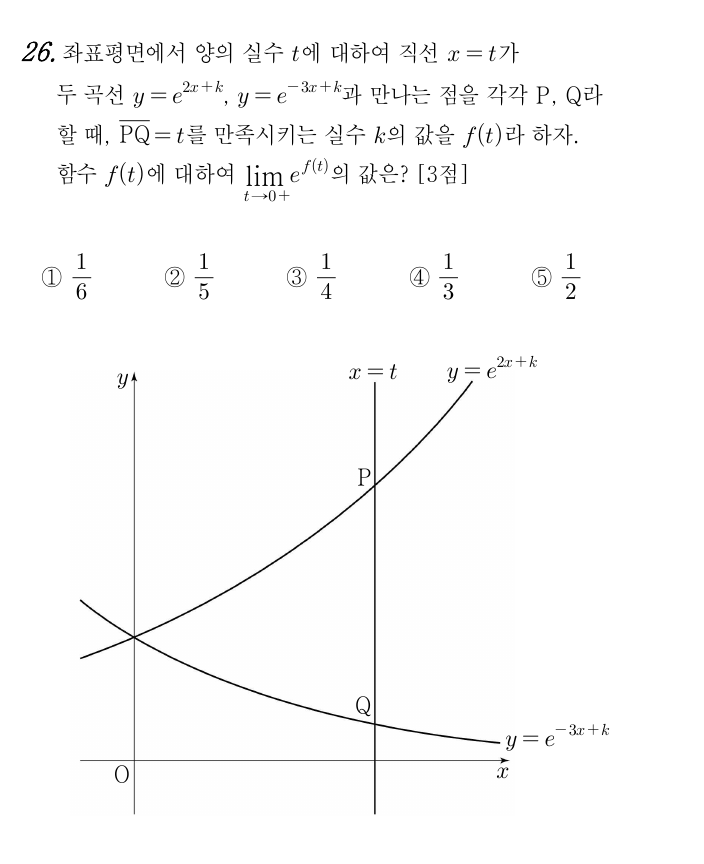 26. 좌표평면에서 양의 실수 t에 대하여 직선 x=t가
두 곡선 y=e^{2x+k}, y=e^{-3x+k}과 만나는 점을 각각 P, Q라
할 때, \overline{PQ}=t를 만족시키는 실수 k의 값을 f(t)라 하자.
함수 f(t)에 대하여 \lim_{t→0+} e^{f(t)}의 값은? [3점]
① 1/6 ② 1/5 ③ 1/4 ④ 1/3 ⑤ 1/2
y x=t y=e^{2x+k}
P
Q
y=e^{-3x+k}
O x